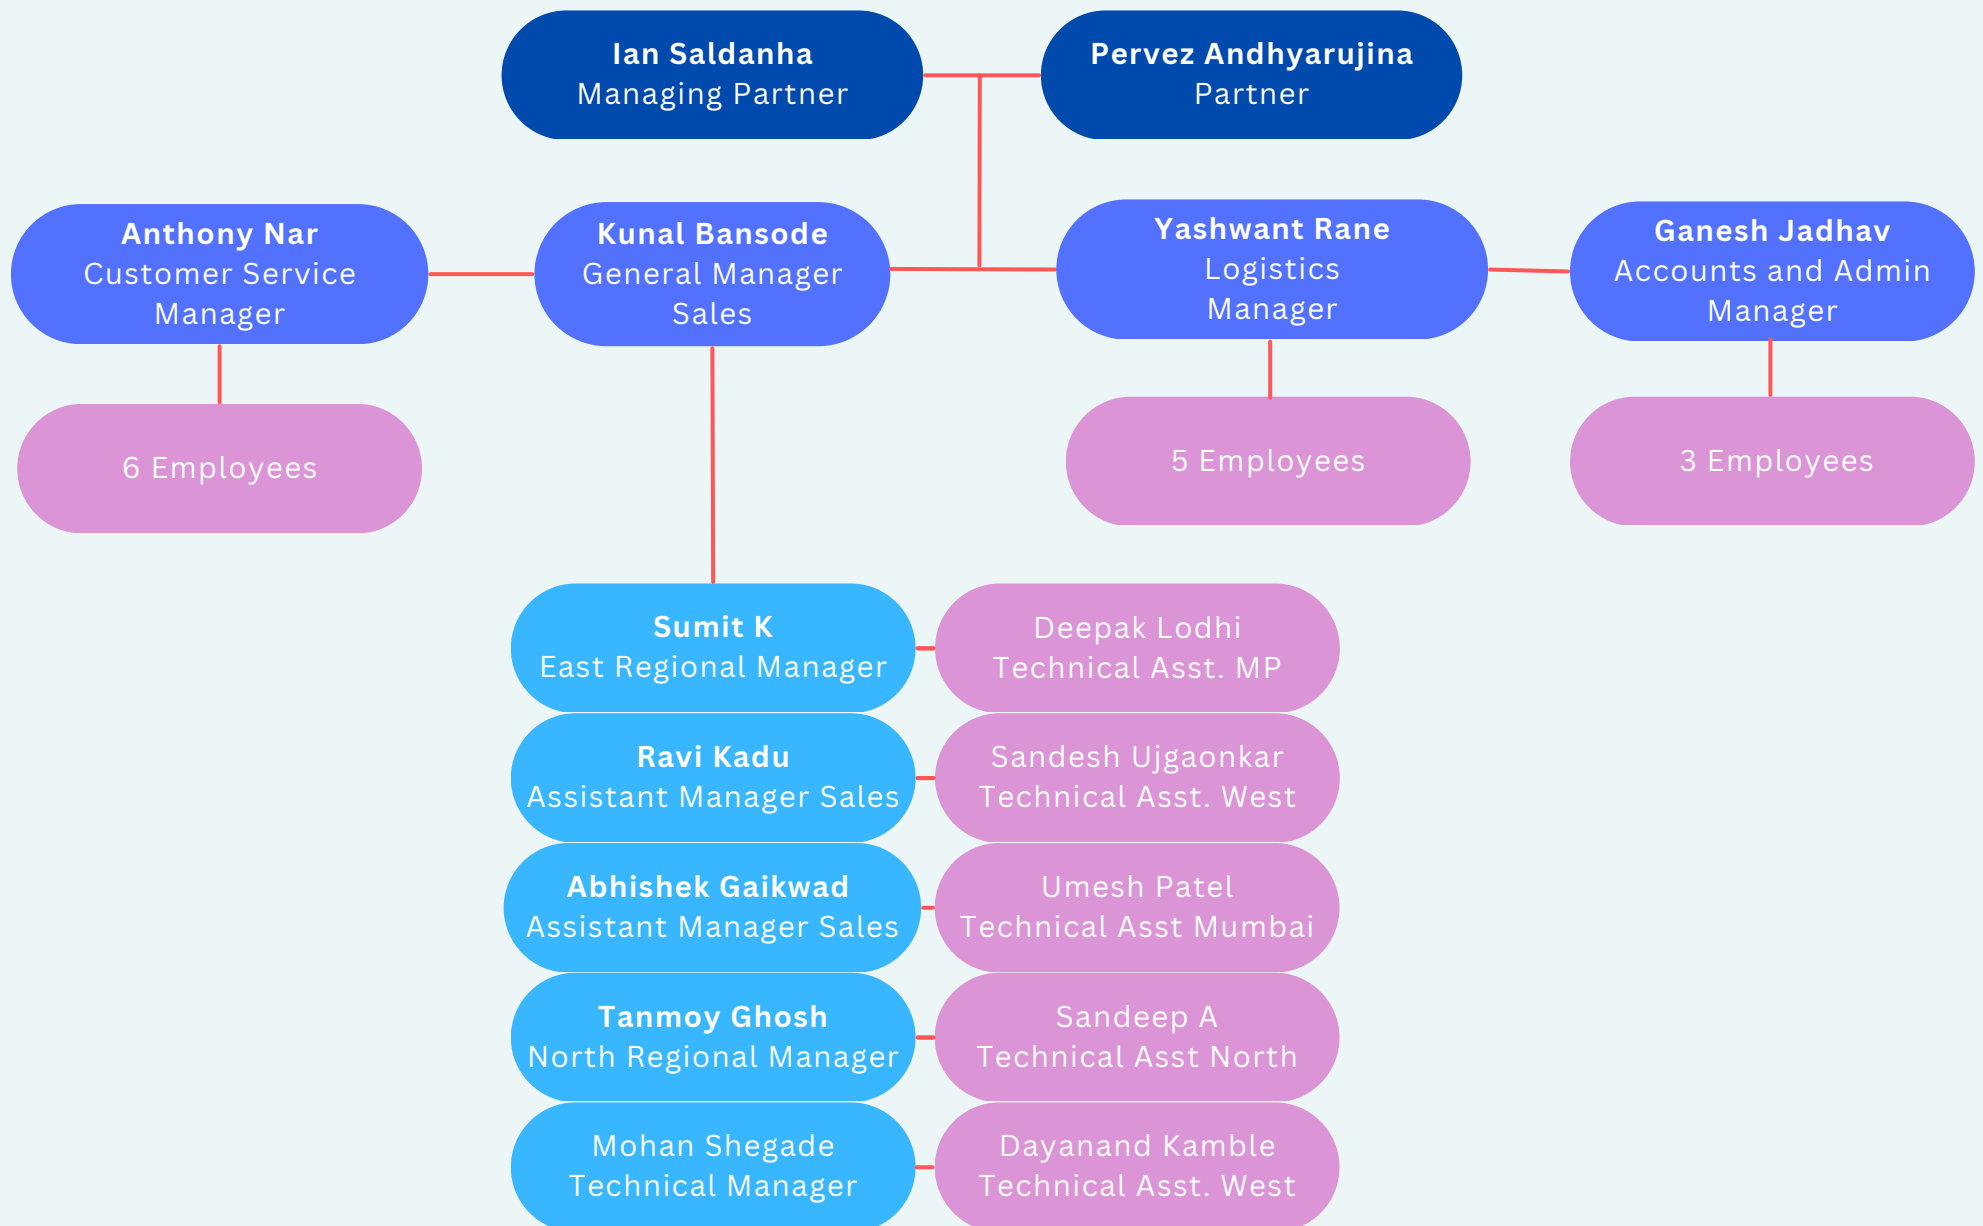 Ian Saldanha
Managing Partner
Pervez Andhyarujina
Partner
Anthony Nar
Customer Service
Manager
Kunal Bansode
General Manager
Sales
Yashwant Rane
Logistics
Manager
Ganesh Jadhav
Accounts and Admin
Manager
6 Employees
5 Employees
3 Employees
Sumit K
East Regional Manager
Deepak Lodhi
Technical Asst. MP
Ravi Kadu
Assistant Manager Sales
Sandesh Ujgaonkar
Technical Asst. West
Abhishek Gaikwad
Assistant Manager Sales
Umesh Patel
Technical Asst Mumbai
Tanmoy Ghosh
North Regional Manager
Sandeep A
Technical Asst North
Mohan Shegade
Technical Manager
Dayanand Kamble
Technical Asst. West